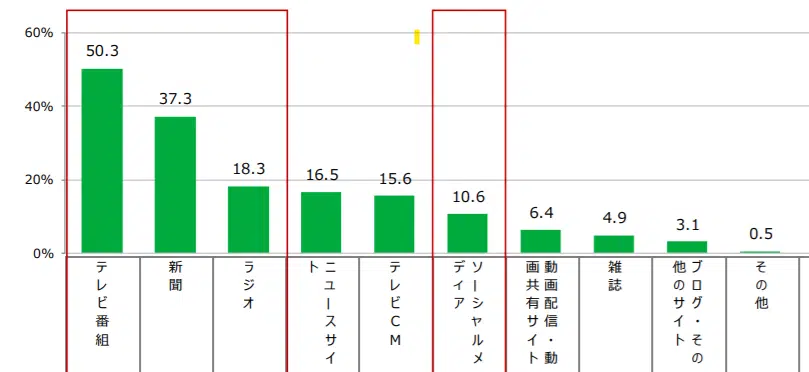 60%
40%
20%
0%
50.3
37.3
18.3
16.5
15.6
10.6
6.4
4.9
3.1
0.5
テレビ番組
新聞
ラジオ
ニュースサイ
ト
テレビＣＭ
ソーシャルメ
ディア
動画配信・動
画共有サイト
雑誌
ブログ・その
他のサイト
その他